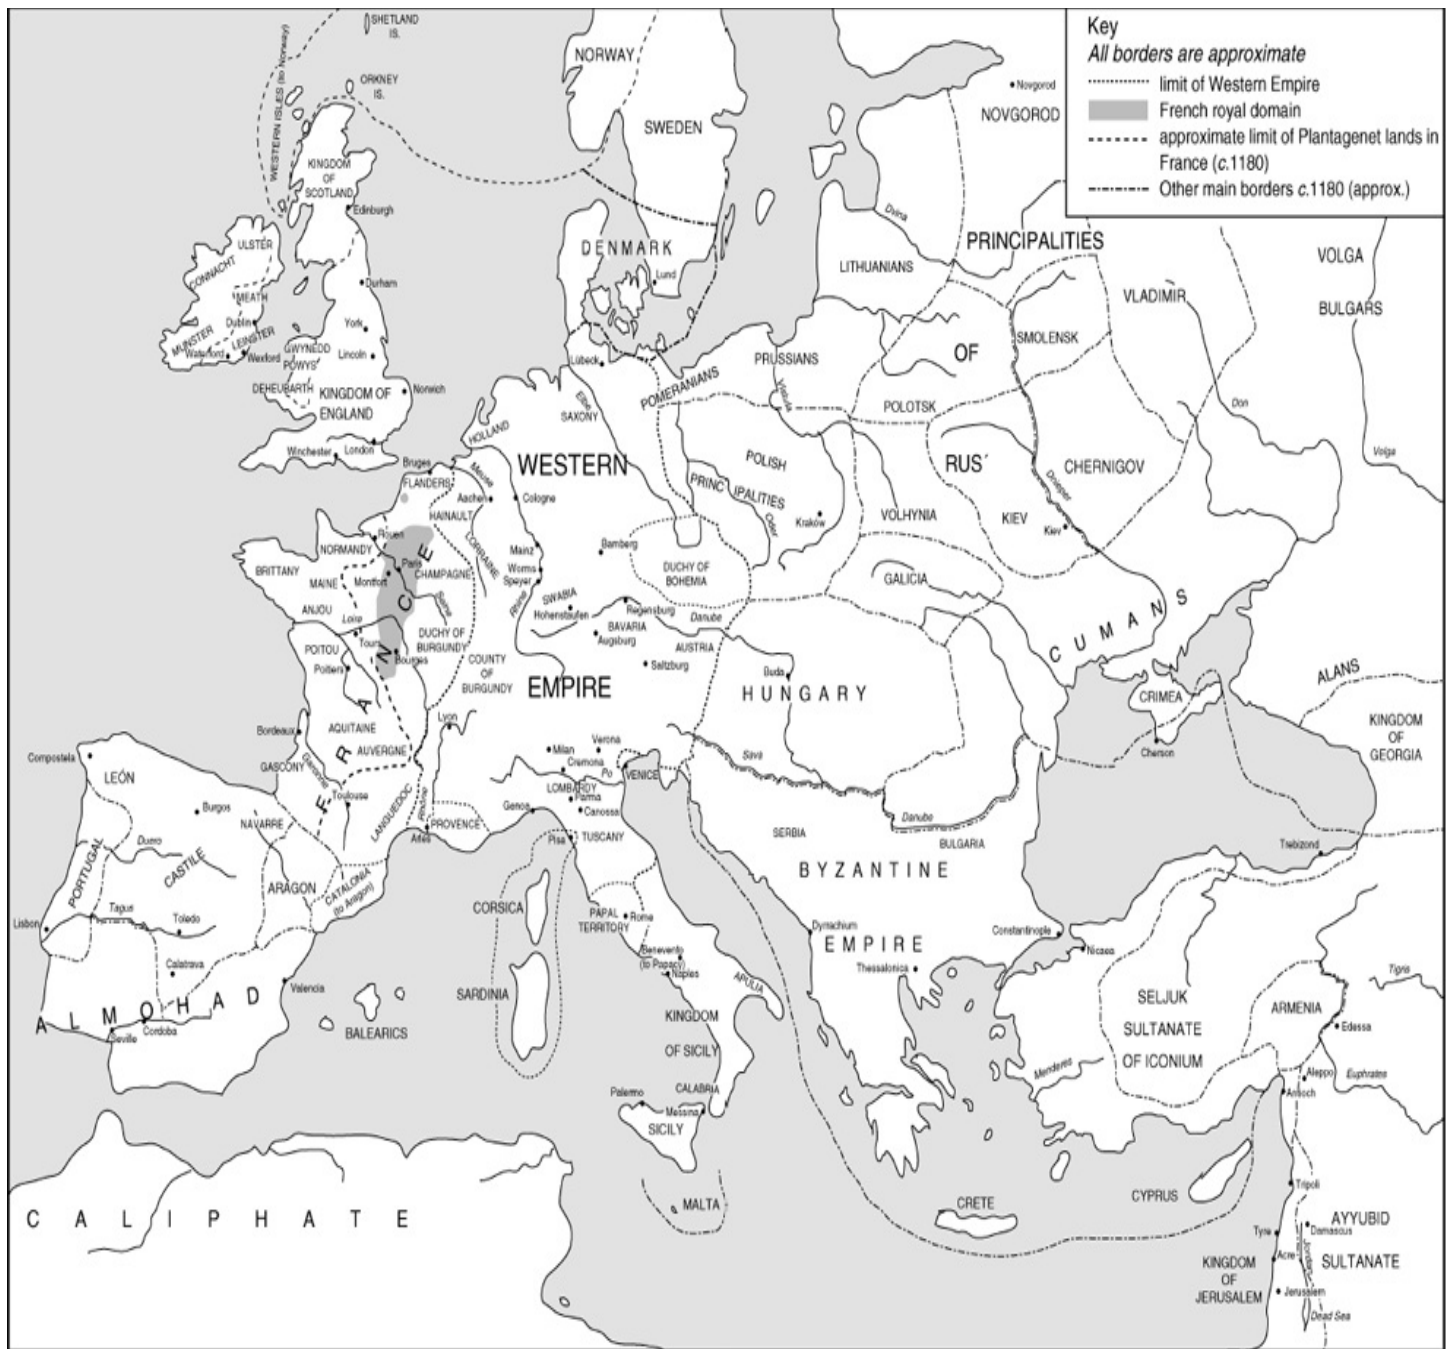 Key
All borders are approximate
limit of Western Empire
French royal domain
approximate limit of Plantagenet lands in
France (c.1180)
Other main borders c.1180 (approx.)
SHETLAND
IS.
WESTERN ISLES (to Norway)
ORKNEY
IS.
NORWAY
SWEDEN
Novgorod
NOVGOROD
KINGDOM
OF
SCOTLAND
Edinburgh
ULSTER
CONNACHT
MEATH
Dublin
LEINSTER
MUNSTER
Waterford
Wexford
Durham
York
Lincoln
GWYNEDD
POWYS
DEHEUBARTH
KINGDOM OF
ENGLAND
Norwich
Winchester
London
DENMARK
Lund
Lübeck
Dvina
LITHUANIANS
PRINCIPALITIES
OF
RUS´
VLADIMIR
VOLGA
BULGARS
SMOLENSK
PRUSSIANS
POMERANIANS
Vistula
POLOTSK
Don
Volga
CHERNIGOV
Dnieper
KIEV
Kiev
VOLHYNIA
GALICIA
CUMANS
POLISH
PRINCIPALITIES
Oder
Kraków
HOLLAND
Elbe
SAXONY
WESTERN
EMPIRE
Bruges
FLANDERS
Meuse
Aachen
Cologne
HAINAULT
LORRAINE
Mainz
Worms
Speyer
Rhine
Bamberg
DUCHY OF
BOHEMIA
SWABIA
Hohenstaufen
Regensburg
Danube
BAVARIA
Augsburg
AUSTRIA
Saltzburg
Rouen
NORMANDY
BRITTANY
MAINE
Montfort
Paris
CHAMPAGNE
Seine
ANJOU
Loire
Tours
DUCHY OF
BURGUNDY
POITOU
Poitiers
Bourges
COUNTY
OF
BURGUNDY
FRANCE
Lyon
Bordeaux
AQUITAINE
AUVERGNE
GASCONY
Garonne
Toulouse
LANGUEDOC
Rhône
Arles
PROVENCE
Compostela
LEÓN
Burgos
NAVARRE
PORTUGAL
Duero
CASTILE
ARAGON
CATALONIA
(to Aragon)
Lisbon
Tagus
Toledo
Calatrava
Valencia
ALMOHAD
Seville
Cordoba
BALEARICS
CALIPHATE
Milan
Verona
Cremona
Po
VENICE
LOMBARDY
Parma
Canossa
Genoa
Pisa
TUSCANY
CORSICA
SARDINIA
PAPAL
TERRITORY
Rome
Benevento
(to Papacy)
Naples
APULIA
KINGDOM
OF SICILY
CALABRIA
Palermo
Messina
SICILY
MALTA
Buda
HUNGARY
Sava
Danube
SERBIA
BULGARIA
BYZANTINE
EMPIRE
Dyrrachium
Thessalonica
Constantinople
Nicaea
CRETE
CRIMEA
Cherson
ALANS
KINGDOM
OF
GEORGIA
Trebizond
SELJUK
SULTANATE
OF ICONIUM
Menderes
ARMENIA
Tigris
Edessa
Euphrates
Aleppo
Antioch
CYPRUS
Tripoli
AYYUBID
SULTANATE
Tyre
Damascus
Acre
Jordan
KINGDOM
OF
JERUSALEM
Jerusalem
Dead Sea